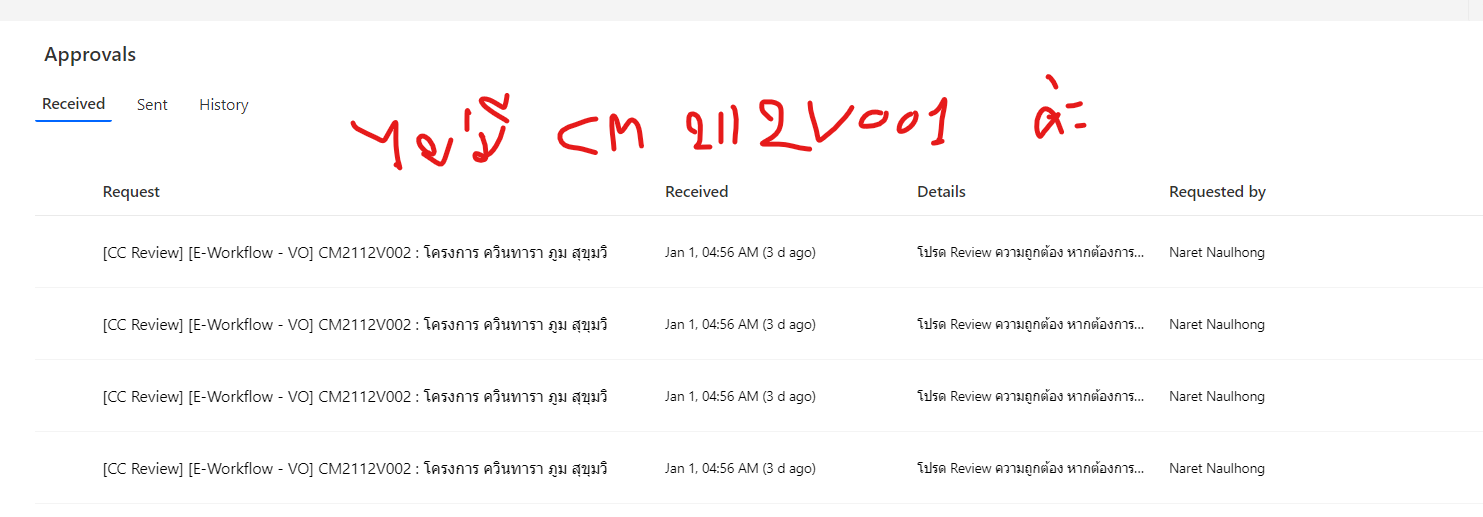 Approvals
Received Sent History
ไม่มี CM 2112V001 ค่ะ
Request Received Details Requested by
[CC Review] [E-Workflow - VO] CM2112V002 : โครงการ ควินทารา ภูม สุขุมวิ Jan 1, 04:56 AM (3 d ago) โปรด Review ความถูกต้อง หากต้องการ... Naret Naulhong
[CC Review] [E-Workflow - VO] CM2112V002 : โครงการ ควินทารา ภูม สุขุมวิ Jan 1, 04:56 AM (3 d ago) โปรด Review ความถูกต้อง หากต้องการ... Naret Naulhong
[CC Review] [E-Workflow - VO] CM2112V002 : โครงการ ควินทารา ภูม สุขุมวิ Jan 1, 04:56 AM (3 d ago) โปรด Review ความถูกต้อง หากต้องการ... Naret Naulhong
[CC Review] [E-Workflow - VO] CM2112V002 : โครงการ ควินทารา ภูม สุขุมวิ Jan 1, 04:56 AM (3 d ago) โปรด Review ความถูกต้อง หากต้องการ... Naret Naulhong